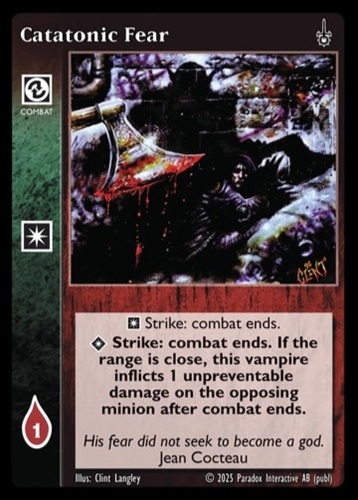 Catatonic Fear
COMBAT
Strike: combat ends.
Strike: combat ends. If the
range is close, this vampire
inflicts 1 unpreventable
damage on the opposing
minion after combat ends.
1
His fear did not seek to become a god.
Jean Cocteau
Illus: Clint Langley
© 2025 Paradox Interactive AB (publ)